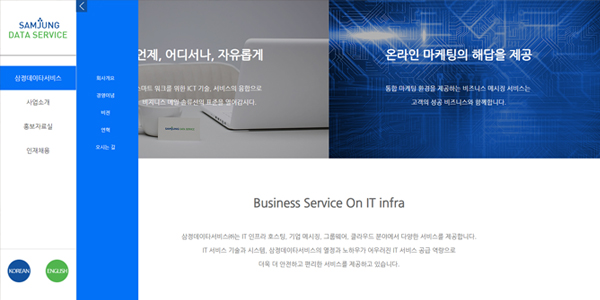 SAMJUNG
DATA SERVICE
삼정데이타서비스
사업소개
홍보자료실
인재채용
KOREAN
ENGLISH
회사개요
경영이념
비젼
연혁
오시는 길
언제, 어디서나, 자유롭게
스마트 워크를 위한 ICT 기술, 서비스의 융합으로
비지니스 메일 솔루션의 표준을 열어갑니다.
SAMJUNG DATA SERVICE
온라인 마케팅의 해답을 제공
통합 마케팅 환경을 제공하는 비즈니스 메시징 서비스는
고객의 성공 비즈니스와 함께합니다.
Business Service On IT infra
삼정데이타서비스㈜는 IT 인프라 호스팅, 기업 메시징, 그룹웨어, 클라우드 분야에서 다양한 서비스를 제공합니다.
IT 서비스 기술과 시스템, 삼정데이타서비스의 열정과 노하우가 어우러진 IT 서비스 공급 역량으로
더욱 더 안전하고 편리한 서비스를 제공하고 있습니다.